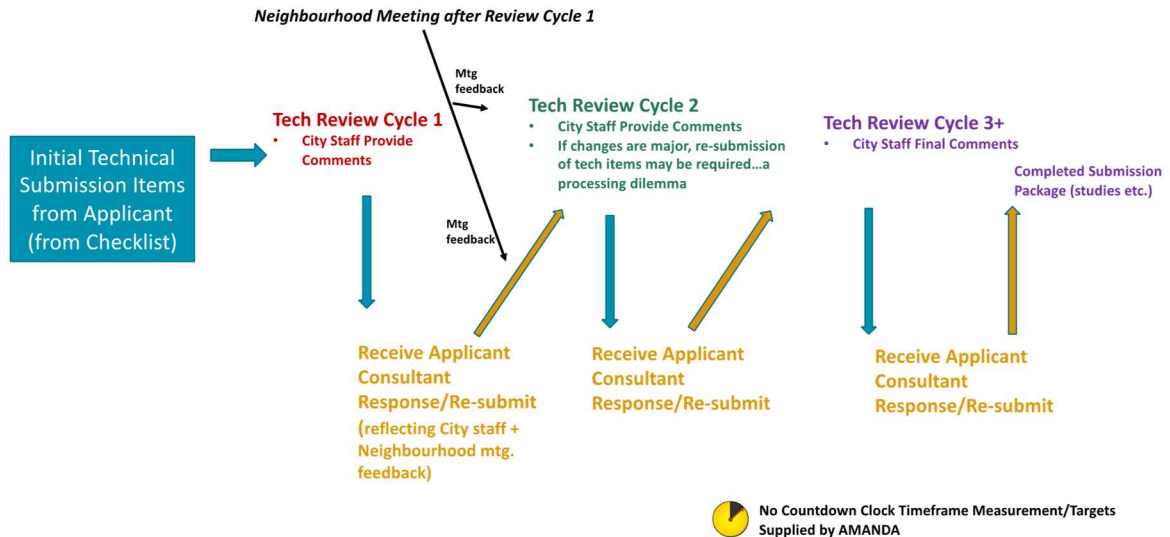 Neighbourhood Meeting after Review Cycle 1
Mtg
feedback
Tech Review Cycle 1
• City Staff Provide
Comments
Tech Review Cycle 2
• City Staff Provide Comments
• If changes are major, re-submission
of tech items may be required...a
processing dilemma
Tech Review Cycle 3+
• City Staff Final Comments
Initial Technical
Submission Items
from Applicant
(from Checklist)
Completed Submission
Package (studies etc.)
Mtg
feedback
Receive Applicant
Consultant
Response/Re-submit
(reflecting City staff +
Neighbourhood mtg.
feedback)
Receive Applicant
Consultant
Response/Re-submit
Receive Applicant
Consultant
Response/Re-submit
No Countdown Clock Timeframe Measurement/Targets
Supplied by AMANDA